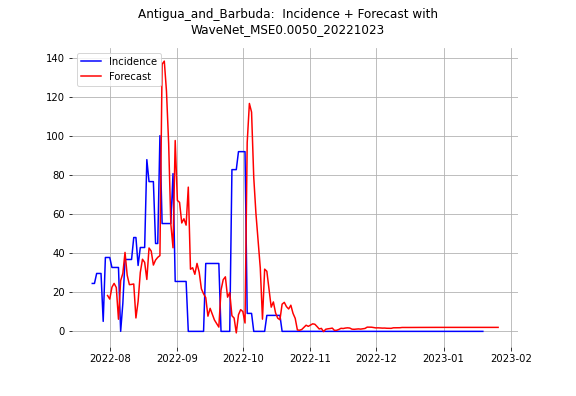 Antigua_and_Barbuda:  Incidence + Forecast with
WaveNet_MSE0.0050_20221023
Incidence
Forecast
140
120
100
80
60
40
20
0
2022-08 2022-09 2022-10 2022-11 2022-12 2023-01 2023-02